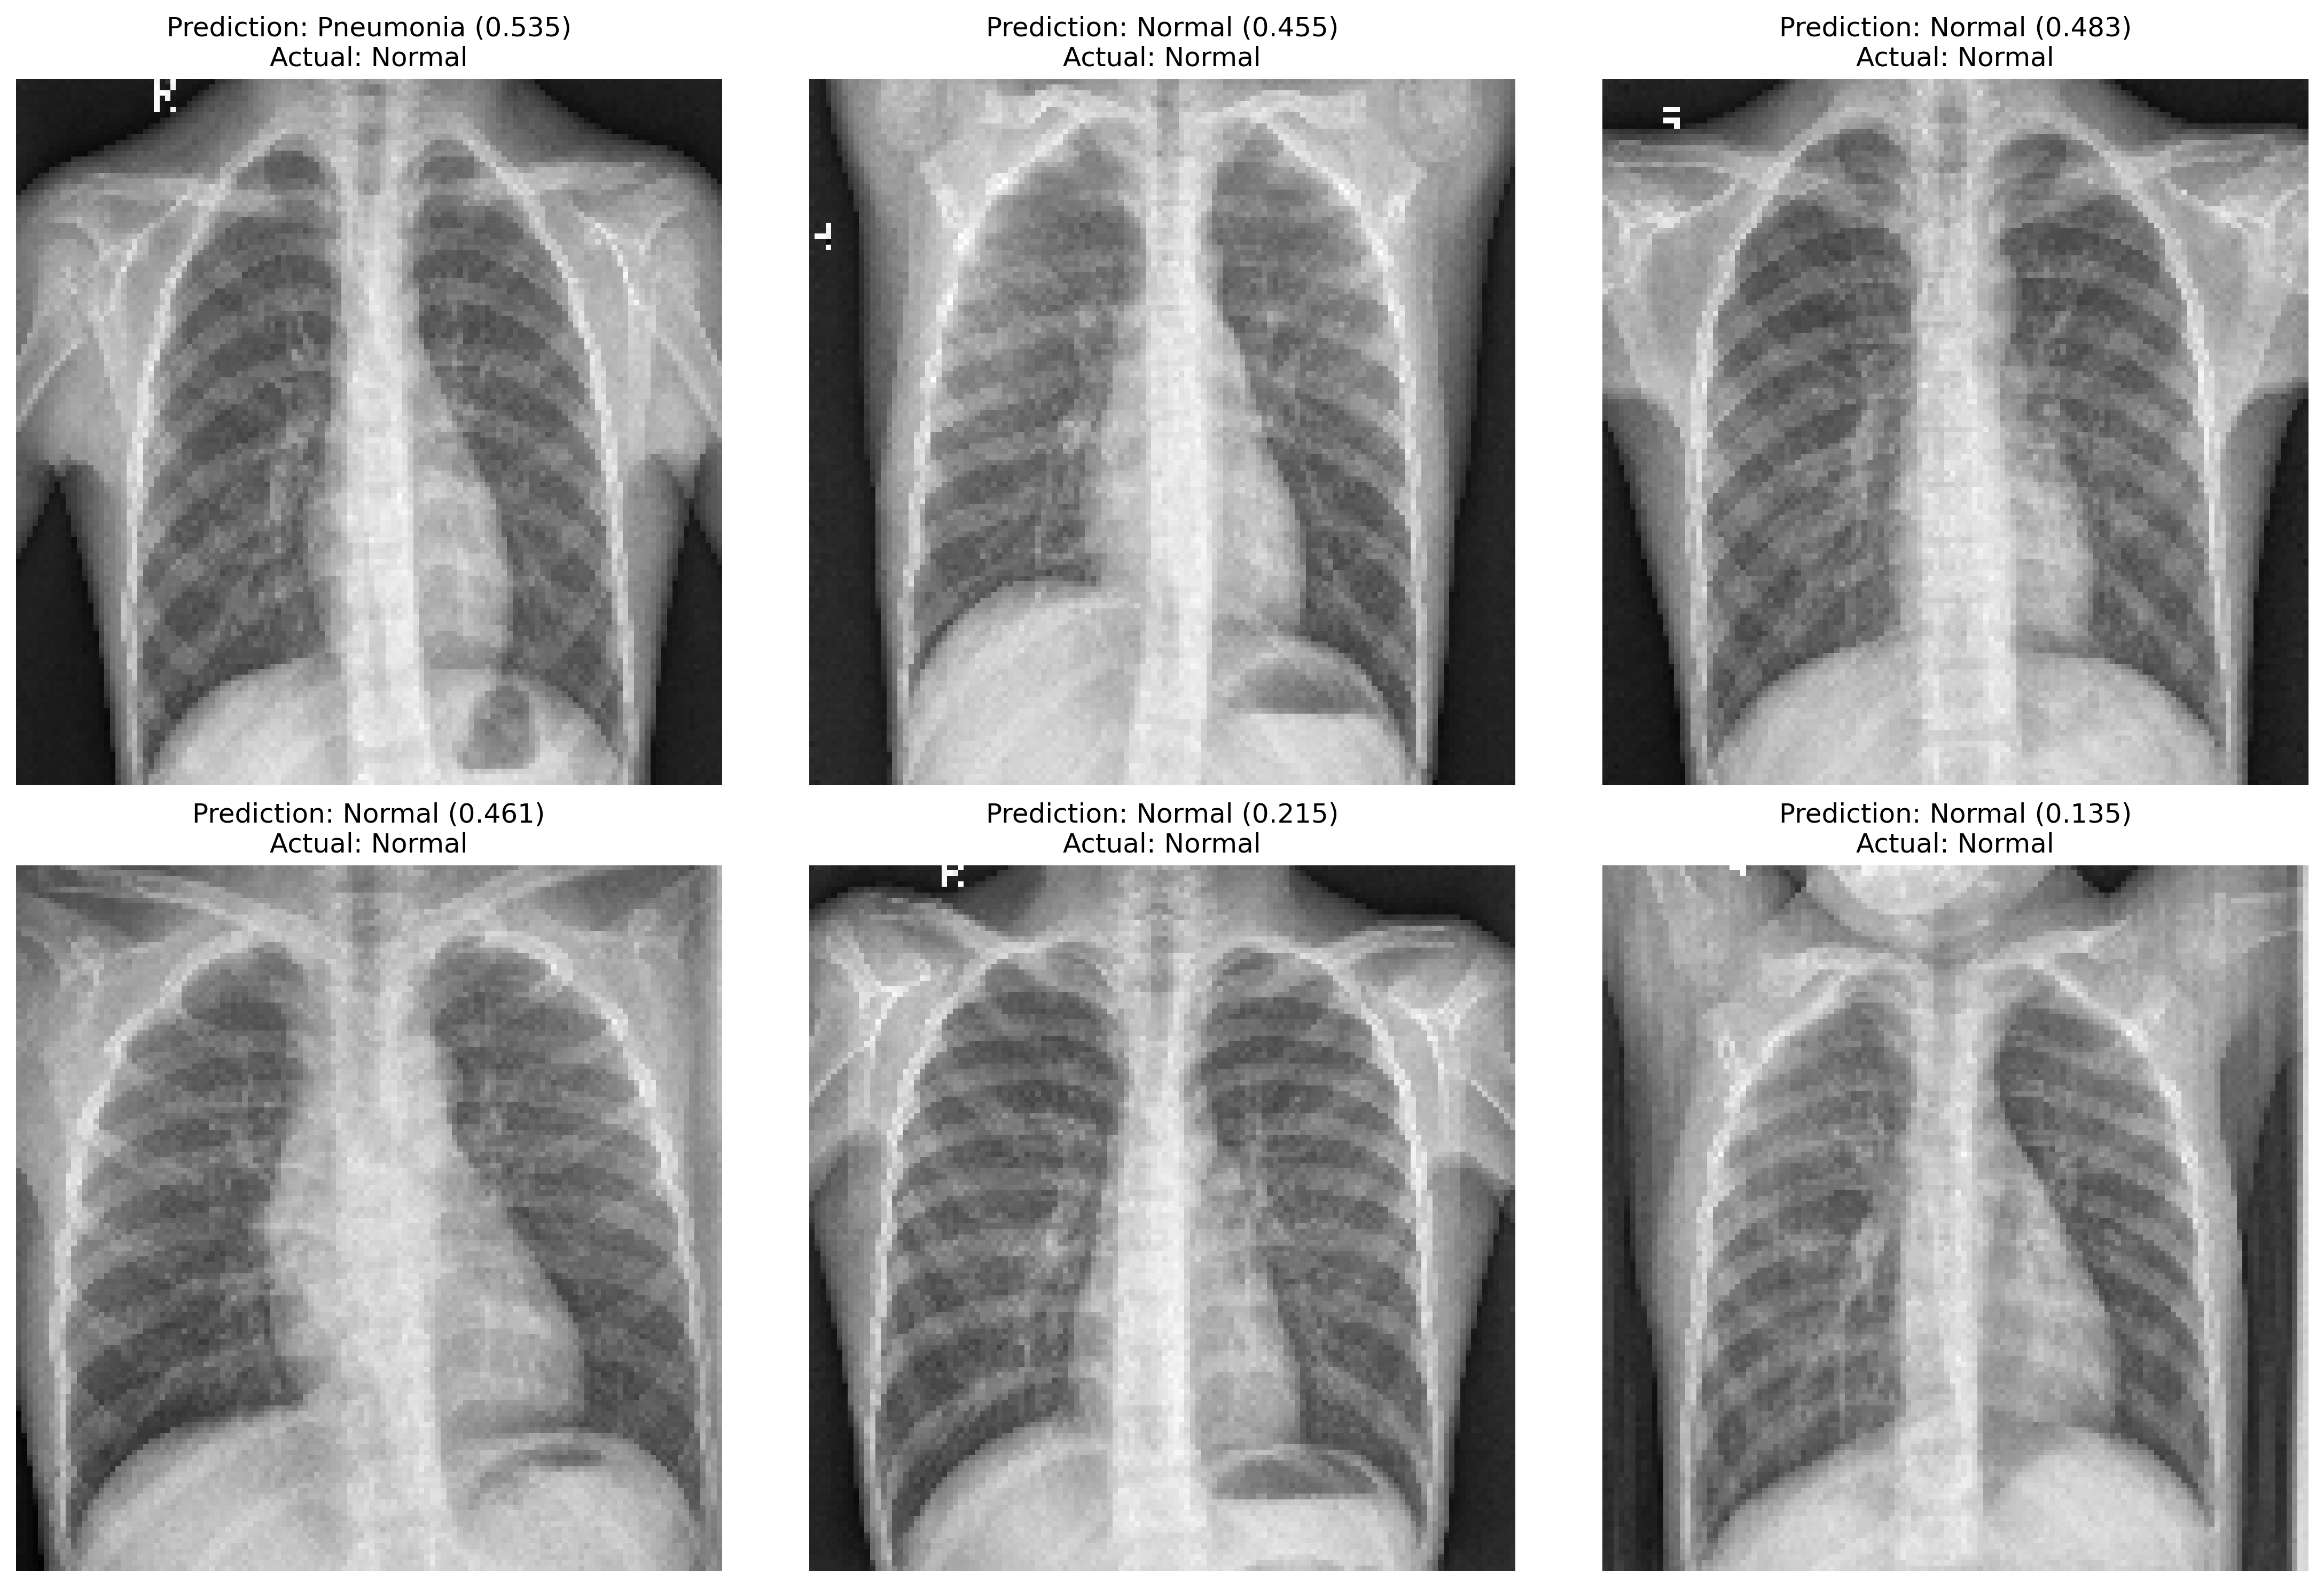 Prediction: Pneumonia (0.535)
Actual: Normal
Prediction: Normal (0.455)
Actual: Normal
Prediction: Normal (0.483)
Actual: Normal
R
L
Prediction: Normal (0.461)
Actual: Normal
Prediction: Normal (0.215)
Actual: Normal
Prediction: Normal (0.135)
Actual: Normal
R